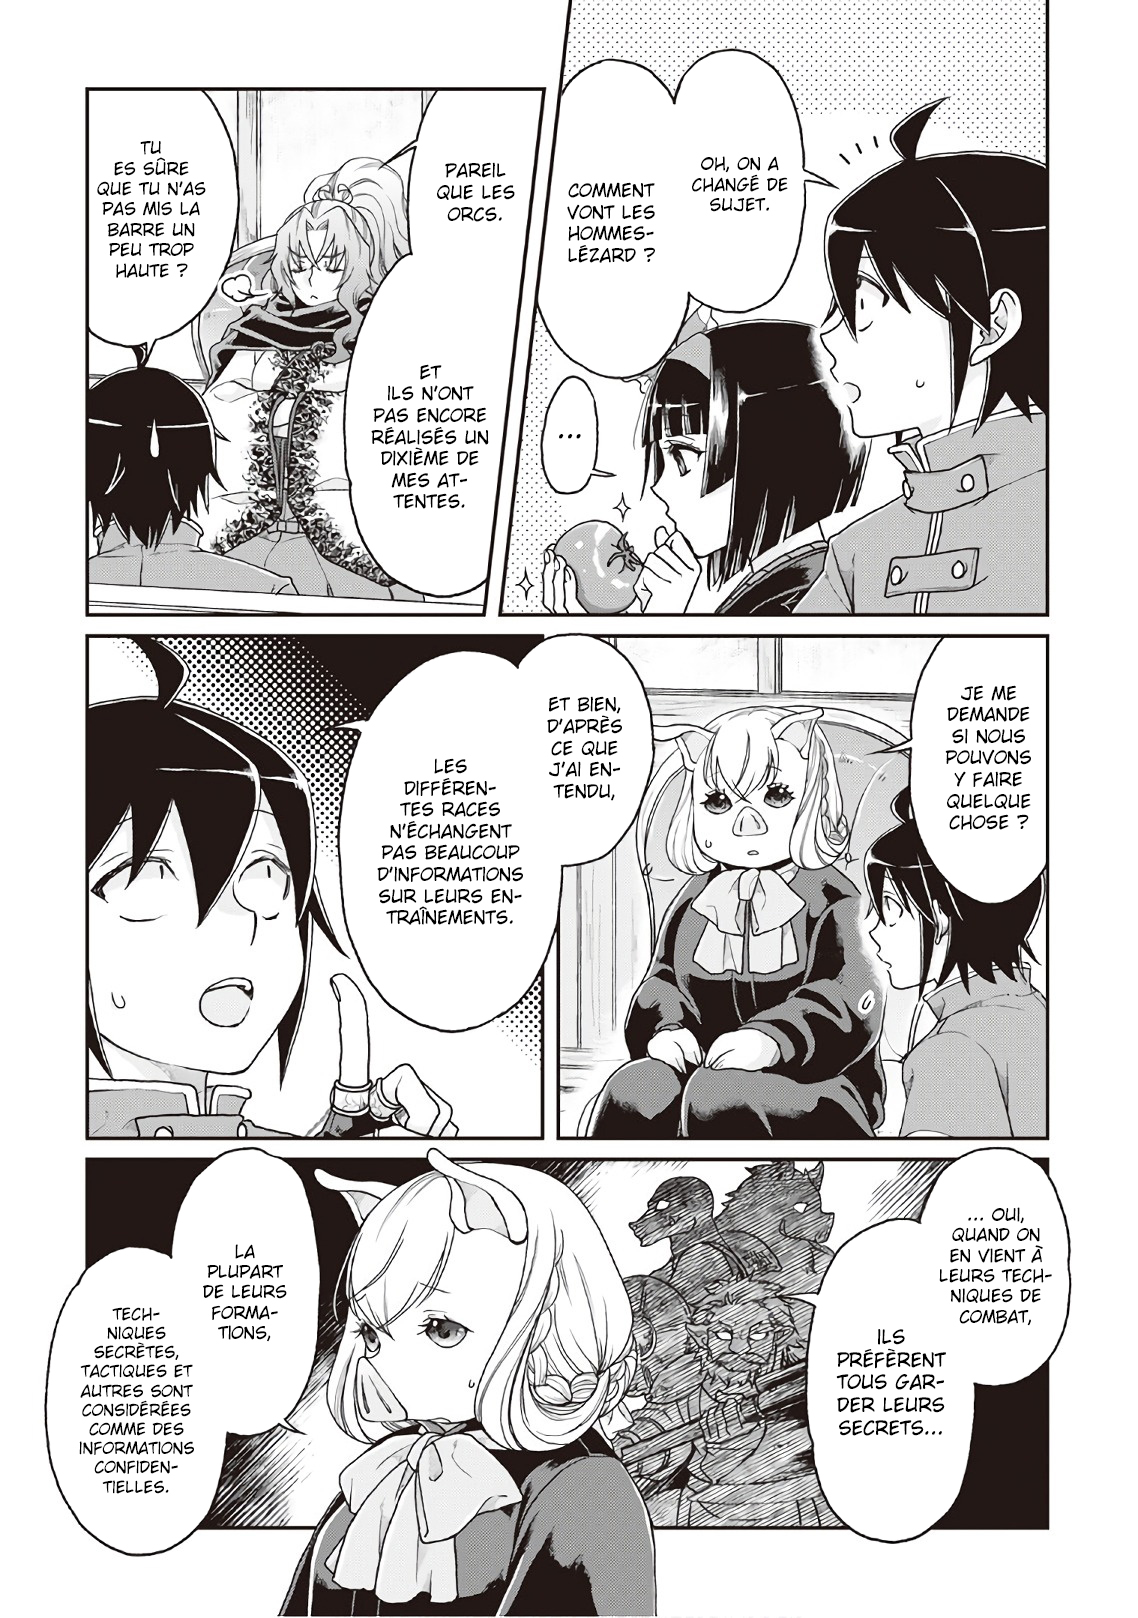 OH, ON A
CHANGÉ DE
SUJET.
COMMENT
VONT LES
HOMMES-
LÉZARD ?
...
PAREIL
QUE LES
ORCS.
ET
ILS N'ONT
PAS ENCORE
RÉALISÉS UN
DIXIÈME DE
MES AT-
TENTES.
TU
ES SÛRE
QUE TU N'AS
PAS MIS LA
BARRE UN
PEU TROP
HAUTE ?
JE ME
DEMANDE
SI NOUS
POUVONS
Y FAIRE
QUELQUE
CHOSE ?
ET BIEN,
D'APRÈS
CE QUE
J'AI EN-
TENDU,
LES
DIFFÉREN-
TES RACES
N'ÉCHANGENT
PAS BEAUCOUP
D'INFORMATIONS
SUR LEURS EN-
TRAÎNEMENTS.
... OUI,
QUAND ON
EN VIENT À
LEURS TECH-
NIQUES DE
COMBAT,
ILS
PRÉFÈRENT
TOUS GAR-
DER LEURS
SECRETS...
LA
PLUPART
DE LEURS
FORMA-
TIONS,
TECH-
NIQUES
SECRÈTES,
TACTIQUES ET
AUTRES SONT
CONSIDÉRÉES
COMME DES
INFORMATIONS
CONFIDEN-
TIELLES.